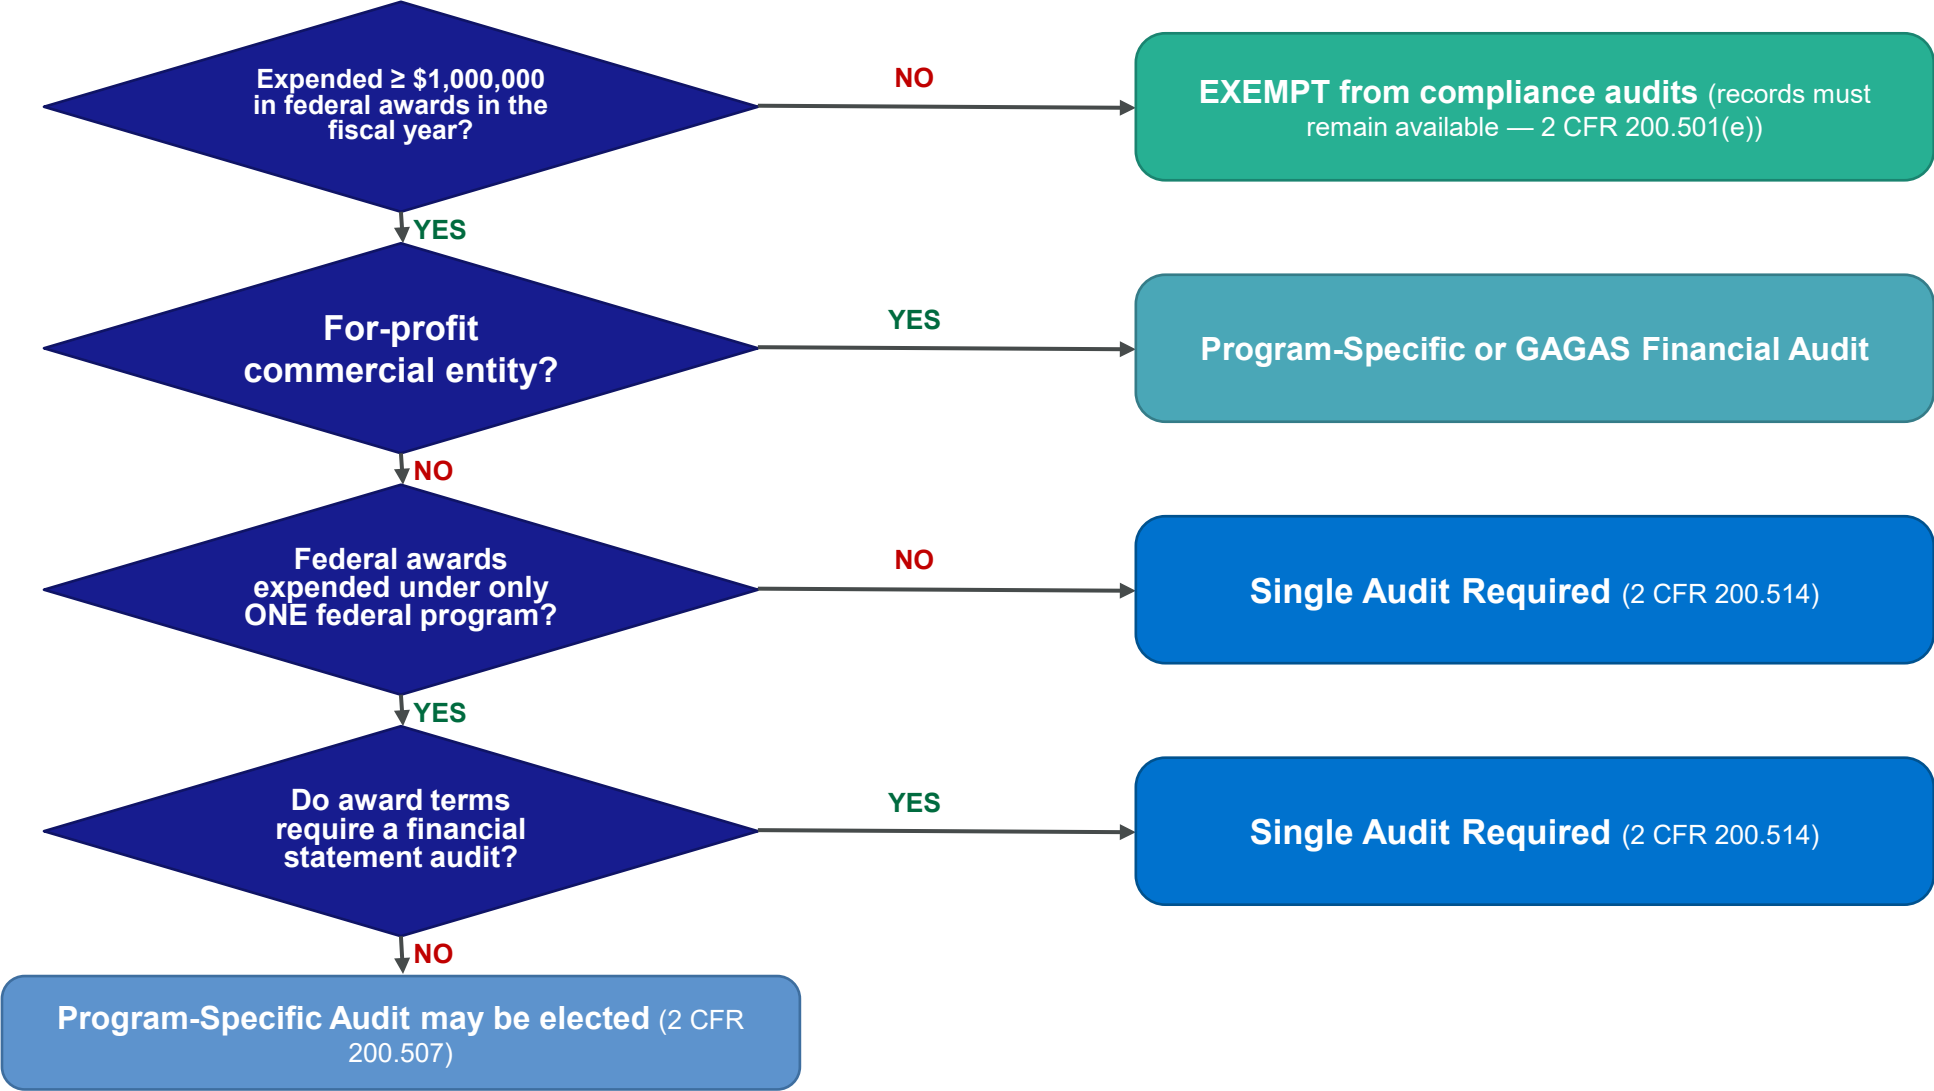 Expended ≥ $1,000,000
in federal awards in the
fiscal year?
NO
EXEMPT from compliance audits (records must
remain available — 2 CFR 200.501(e))
YES
For-profit
commercial entity?
YES
Program-Specific or GAGAS Financial Audit
NO
Federal awards
expended under only
ONE federal program?
NO
Single Audit Required (2 CFR 200.514)
YES
Do award terms
require a financial
statement audit?
YES
Single Audit Required (2 CFR 200.514)
NO
Program-Specific Audit may be elected (2 CFR
200.507)